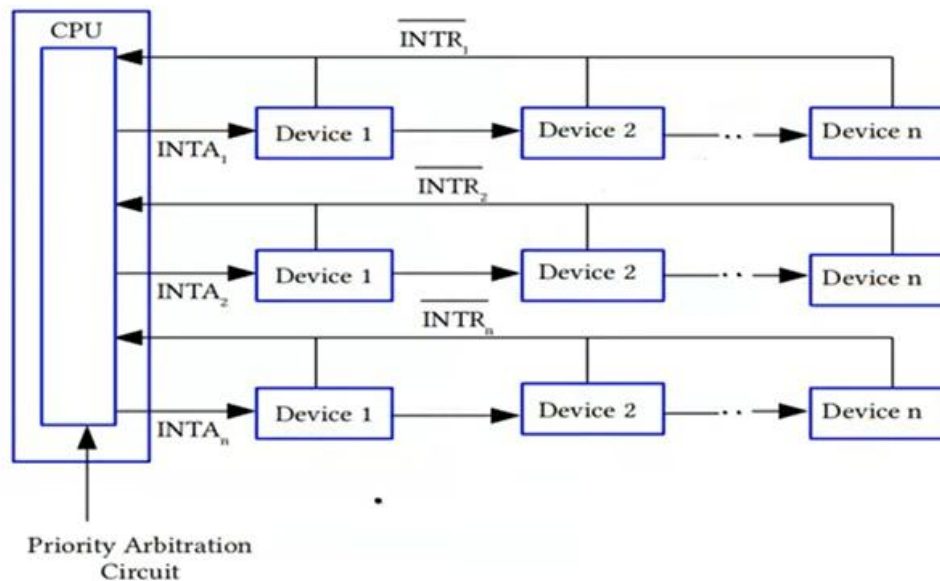 CPU
INTR₁
Device 1
Device 2
Device n
INTA₁
INTR₂
Device 1
Device 2
Device n
INTA₂
INTRₙ
Device 1
Device 2
Device n
INTAₙ
Priority Arbitration
Circuit